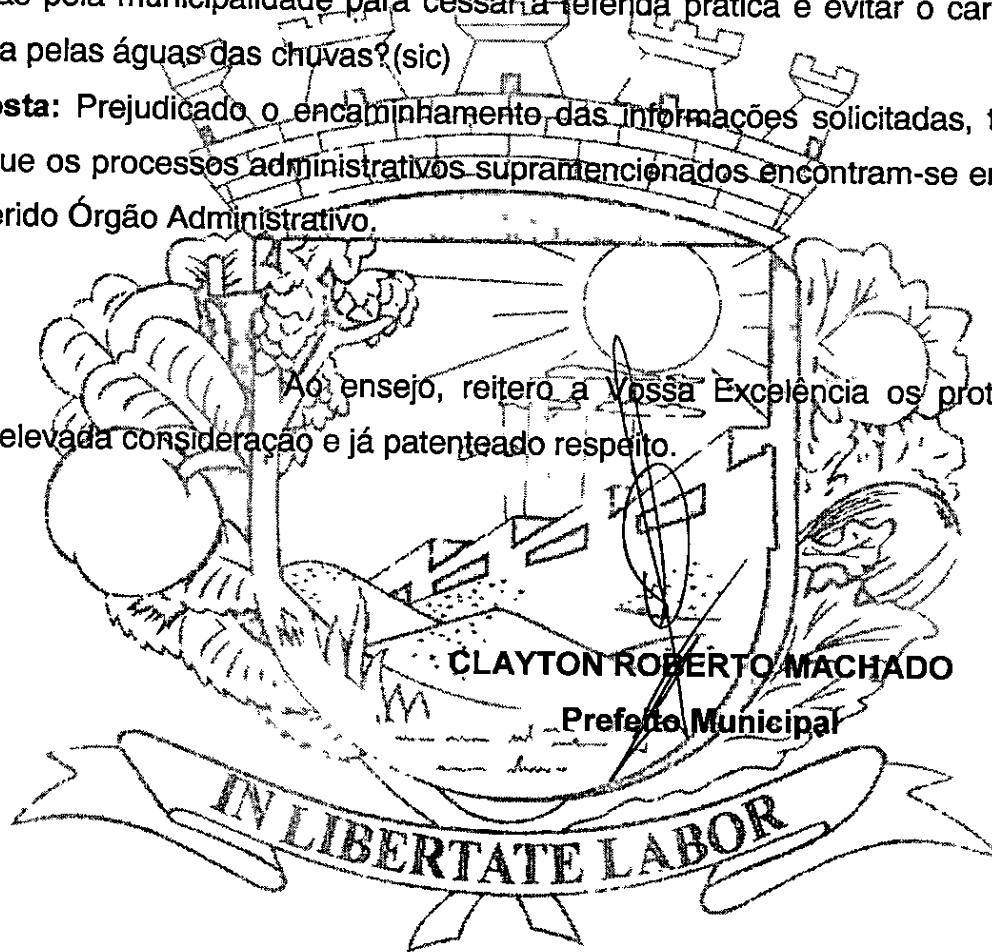 pela municipalidade para cessar a referida prática e evitar o car
a pelas águas das chuvas?(sic)
osta: Prejudicado o encaminhamento das informações solicitadas, t
ue os processos administrativos supramencionados encontram-se e
erido Órgão Administrativo.
Ao ensejo, reitero a Vossa Excelência os prot
elevada consideração e já patenteado respeito.
CLAYTON ROBERTO MACHADO
Prefeito Municipal
IN LIBERTATE LABOR